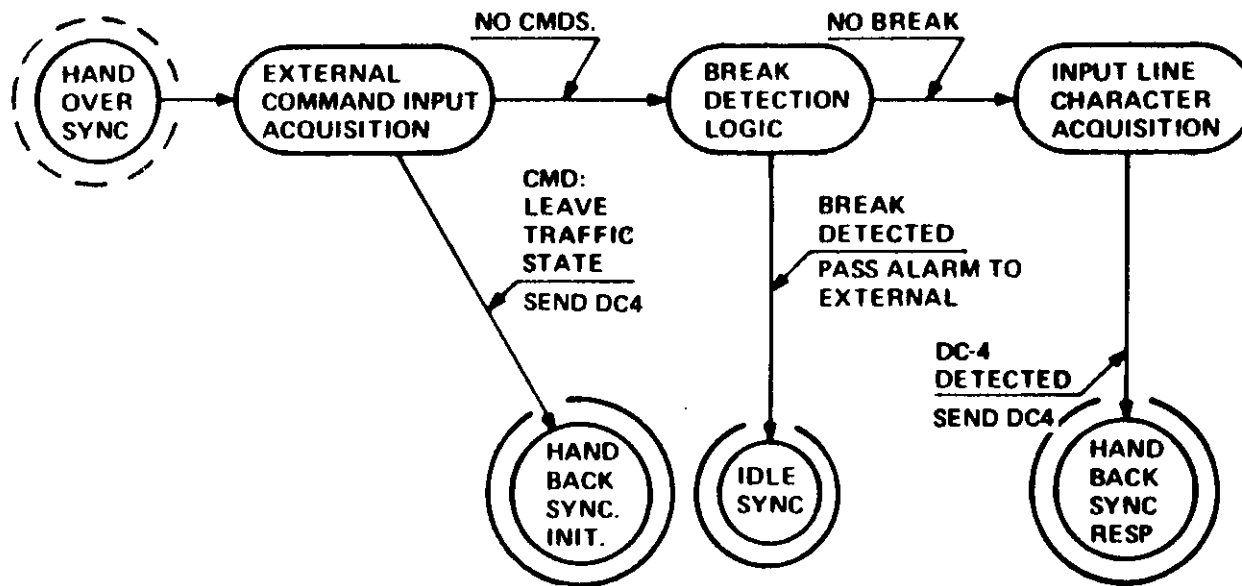 NO CMDS.
NO BREAK
HAND
OVER
SYNC
EXTERNAL
COMMAND INPUT
ACQUISITION
BREAK
DETECTION
LOGIC
INPUT LINE
CHARACTER
ACQUISITION
CMD:
LEAVE
TRAFFIC
STATE
SEND DC4
BREAK
DETECTED
PASS ALARM TO
EXTERNAL
DC-4
DETECTED
SEND DC4
HAND
BACK
SYNC.
INIT.
IDLE
SYNC
HAND
BACK
SYNC
RESP